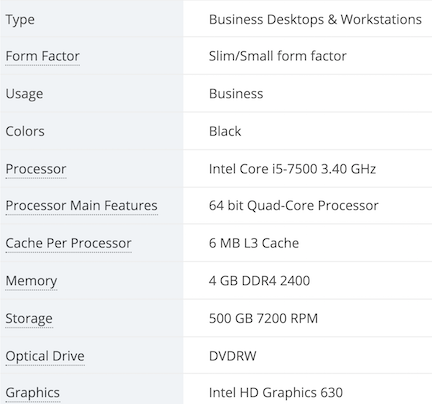 Type Business Desktops & Workstations
Form Factor Slim/Small form factor
Usage Business
Colors Black
Processor Intel Core i5-7500 3.40 GHz
Processor Main Features 64 bit Quad-Core Processor
Cache Per Processor 6 MB L3 Cache
Memory 4 GB DDR4 2400
Storage 500 GB 7200 RPM
Optical Drive DVDRW
Graphics Intel HD Graphics 630